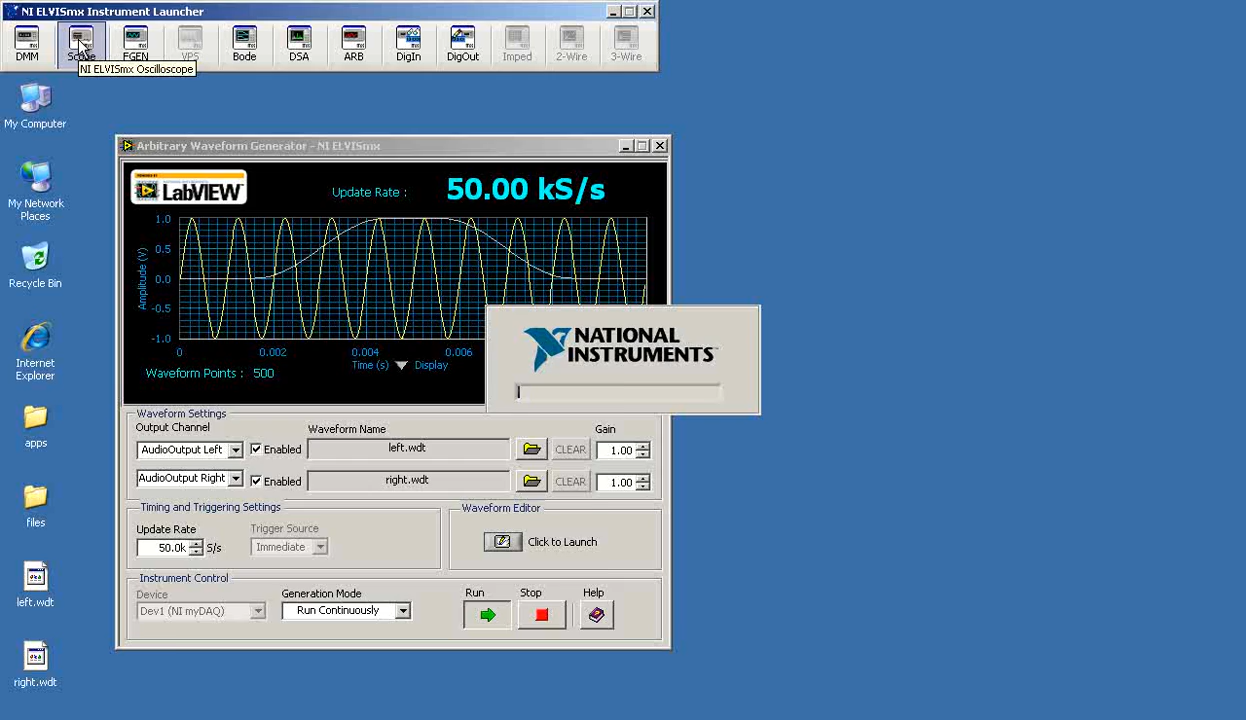 NI ELVISmx Instrument Launcher
DMM Scope FGEN VPS Bode DSA ARB DigIn DigOut Imped 2-Wire 3-Wire
NI ELVISmx Oscilloscope
My Computer
My Network
Places
Recycle Bin
Internet
Explorer
apps
files
left.wdt
right.wdt
Arbitrary Waveform Generator - NI ELVISmx
POWERED BY
LabVIEW™
Update Rate : 50.00 kS/s
Amplitude (V)
1.0
0.5
0.0
-0.5
-1.0
0 0.002 0.004 0.006
Time (s) Display
Waveform Points : 500
NATIONAL
INSTRUMENTS™
Waveform Settings
Output Channel Waveform Name Gain
AudioOutput Left Enabled left.wdt CLEAR 1.00
AudioOutput Right Enabled right.wdt CLEAR 1.00
Timing and Triggering Settings
Update Rate Trigger Source
50.0k S/s Immediate
Waveform Editor
Click to Launch
Instrument Control
Device Generation Mode Run Stop Help
Dev1 (NI myDAQ) Run Continuously